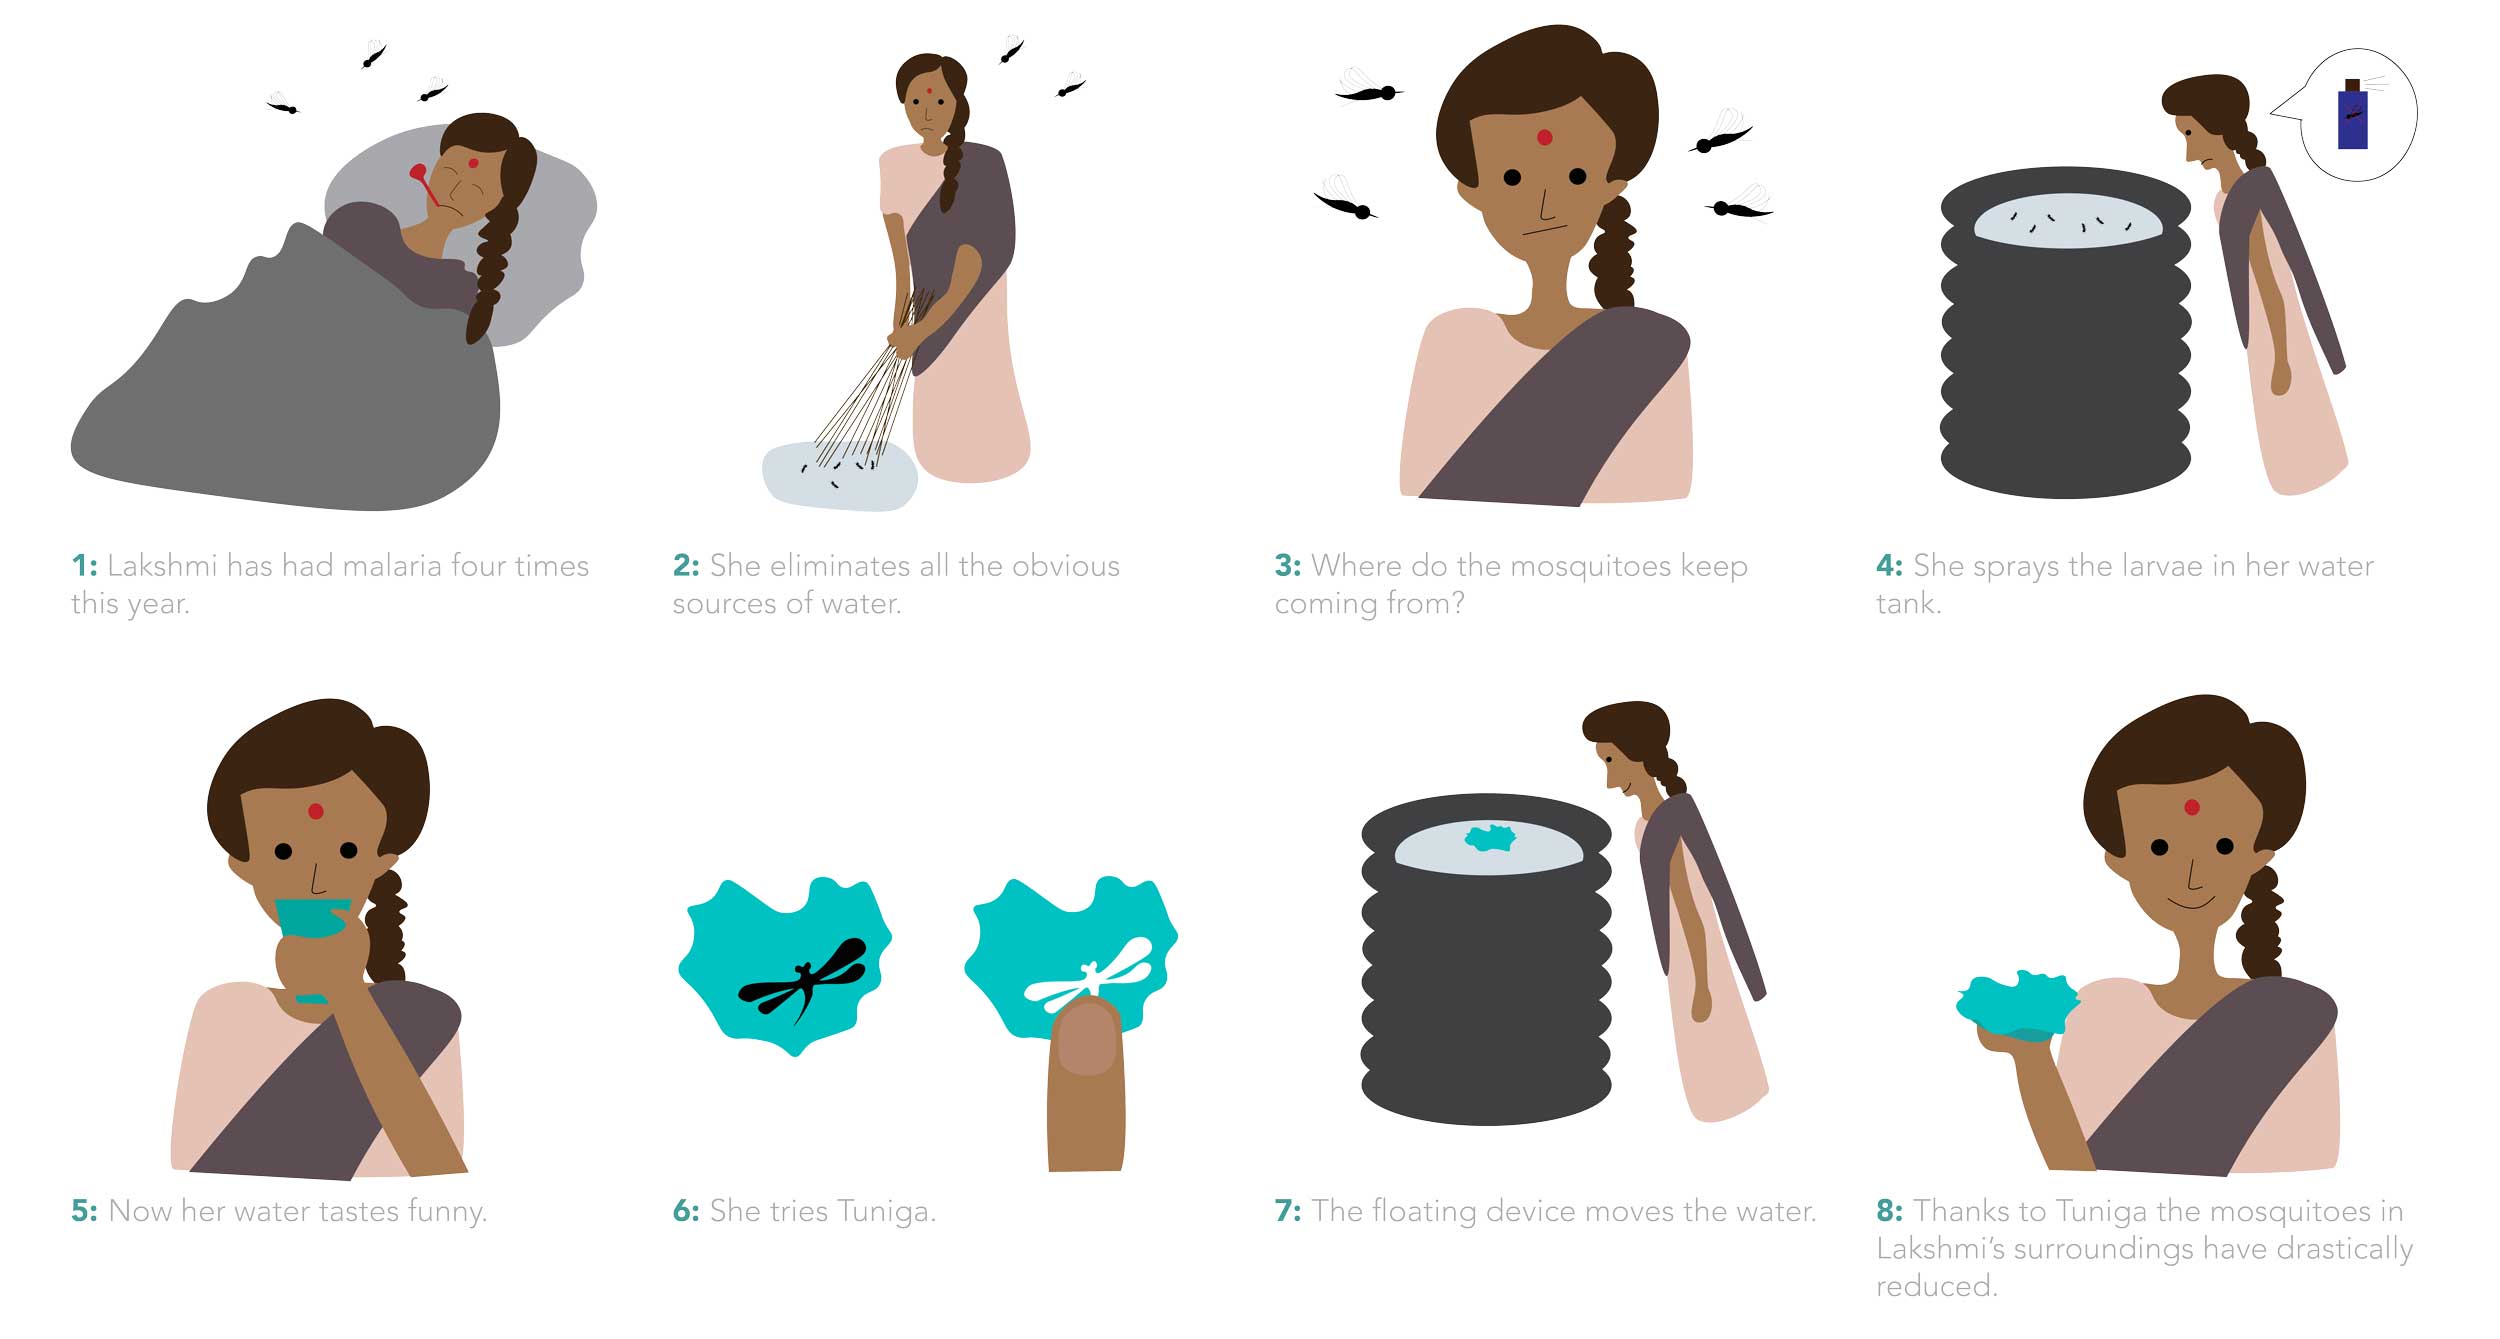 1: Lakshmi has had malaria four times
this year.
2: She eliminates all the obvious
sources of water.
3: Where do the mosquitoes keep
coming from?
4: She sprays the larvae in her water
tank.
5: Now her water tastes funny.
6: She tries Tuniga.
7: The floating device moves the water.
8: Thanks to Tuniga the mosquitoes in
Lakshmi's surroundings have drastically
reduced.